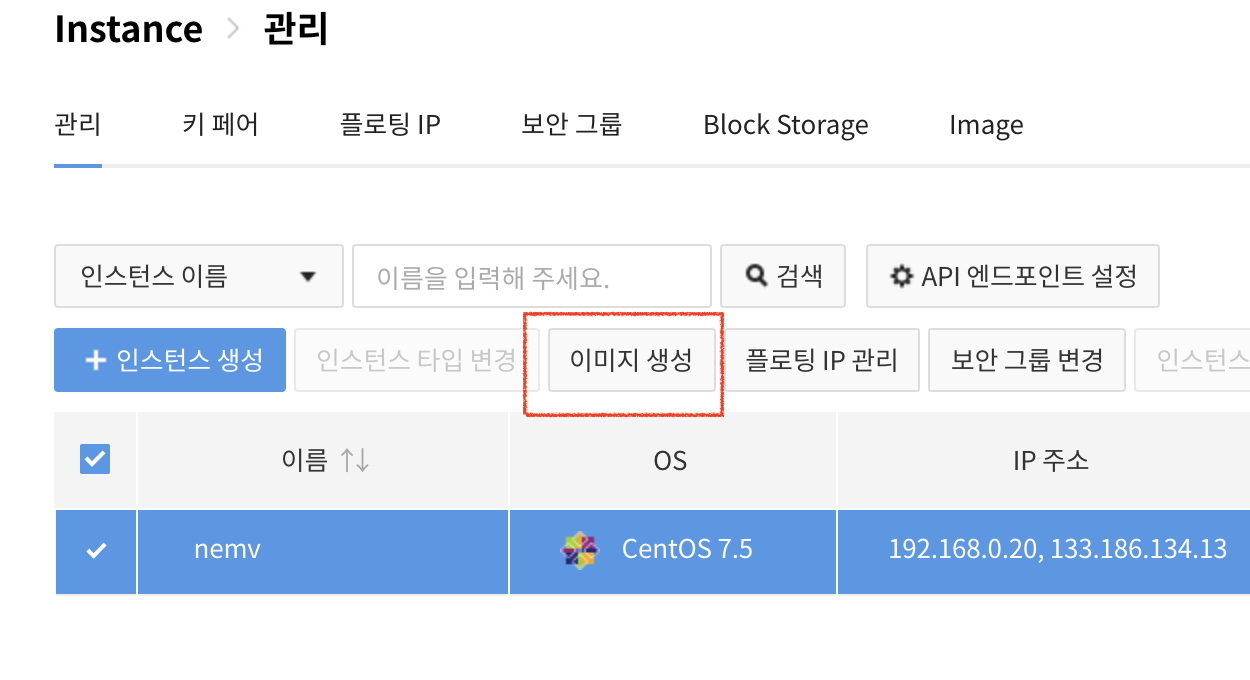 Instance > 관리
관리 키 페어 플로팅 IP 보안 그룹 Block Storage Image
인스턴스 이름 이름을 입력해 주세요. 검색 API 엔드포인트 설정
+ 인스턴스 생성 인스턴스 타입 변경 이미지 생성 플로팅 IP 관리 보안 그룹 변경 인스턴스
이름 ↑↓ OS IP 주소
nemv CentOS 7.5 192.168.0.20, 133.186.134.13